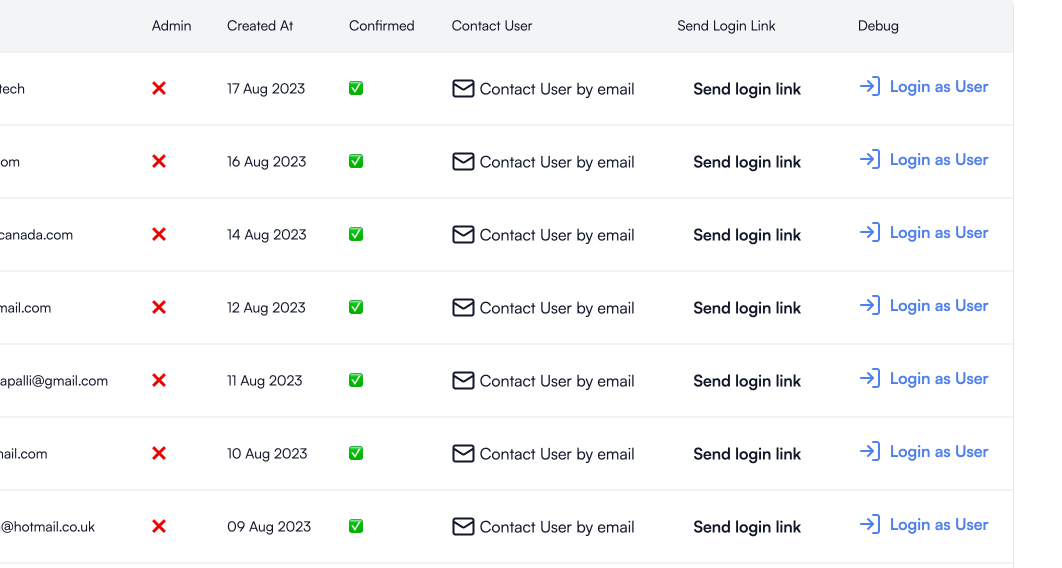 Admin Created At Confirmed Contact User Send Login Link Debug
tech 17 Aug 2023 Contact User by email Send login link Login as User
om 16 Aug 2023 Contact User by email Send login link Login as User
canada.com 14 Aug 2023 Contact User by email Send login link Login as User
mail.com 12 Aug 2023 Contact User by email Send login link Login as User
apalli@gmail.com 11 Aug 2023 Contact User by email Send login link Login as User
mail.com 10 Aug 2023 Contact User by email Send login link Login as User
@hotmail.co.uk 09 Aug 2023 Contact User by email Send login link Login as User